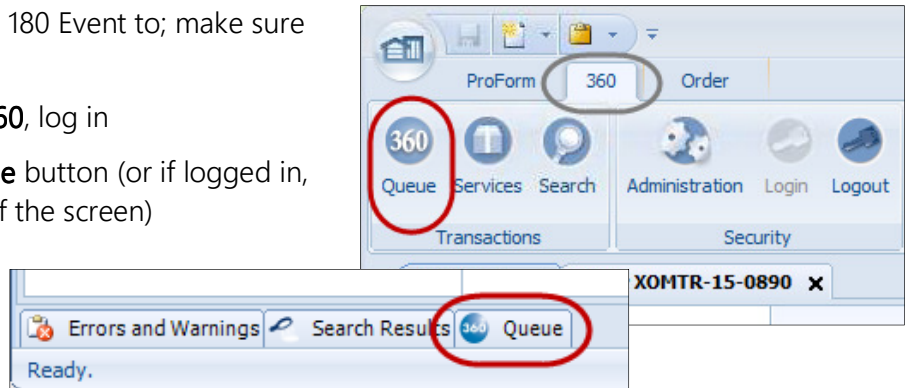 180 Event to; make sure
60, log in
e button (or if logged in,
f the screen)
ProForm 360 Order
360
Queue Services Search Administration Login Logout
Transactions Security
XOMTR-15-0890 x
Errors and Warnings Search Results 360 Queue
Ready.